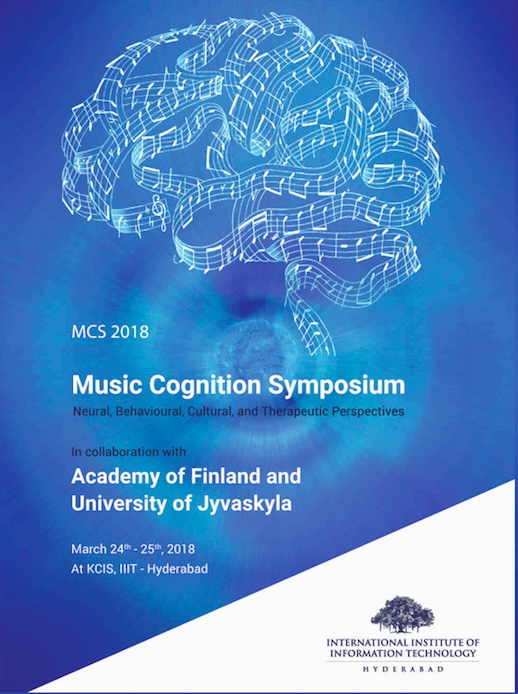 MCS 2018
Music Cognition Symposium
Neural, Behavioural, Cultural, and Therapeutic Perspectives
In collaboration with
Academy of Finland and
University of Jyvaskyla
March 24th - 25th, 2018
At KCIS, IIIT - Hyderabad
INTERNATIONAL INSTITUTE OF
INFORMATION TECHNOLOGY
HYDERABAD